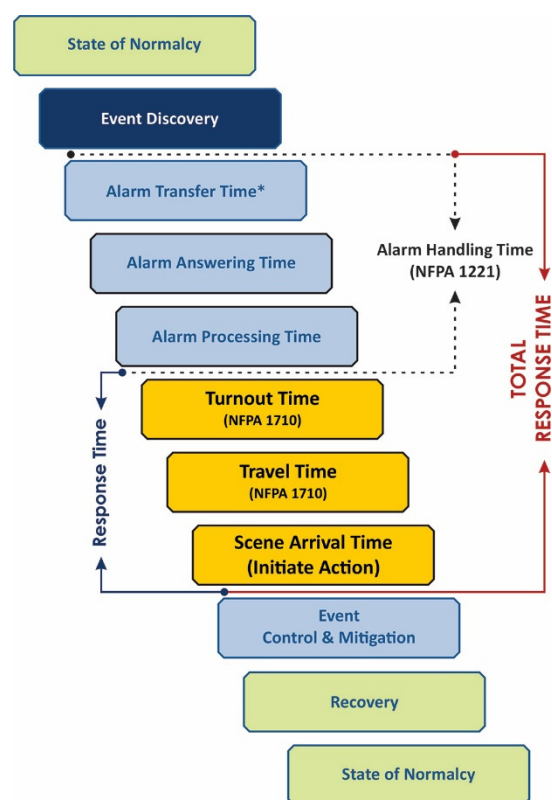 State of Normalcy
Event Discovery
Alarm Transfer Time*
Alarm Answering Time
Alarm Handling Time
(NFPA 1221)
Alarm Processing Time
TOTAL
RESPONSE TIME
Response Time
Turnout Time
(NFPA 1710)
Travel Time
(NFPA 1710)
Scene Arrival Time
(Initiate Action)
Event
Control & Mitigation
Recovery
State of Normalcy